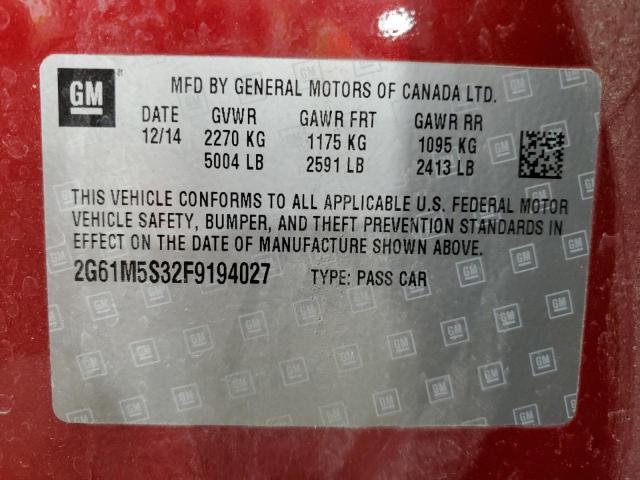 GM
MFD BY GENERAL MOTORS OF CANADA LTD.
DATE GVWR GAWR FRT GAWR RR
12/14 2270 KG 1175 KG 1095 KG
5004 LB 2591 LB 2413 LB
THIS VEHICLE CONFORMS TO ALL APPLICABLE U.S. FEDERAL MOTOR
VEHICLE SAFETY, BUMPER, AND THEFT PREVENTION STANDARDS IN
EFFECT ON THE DATE OF MANUFACTURE SHOWN ABOVE.
2G61M5S32F9194027 TYPE: PASS CAR